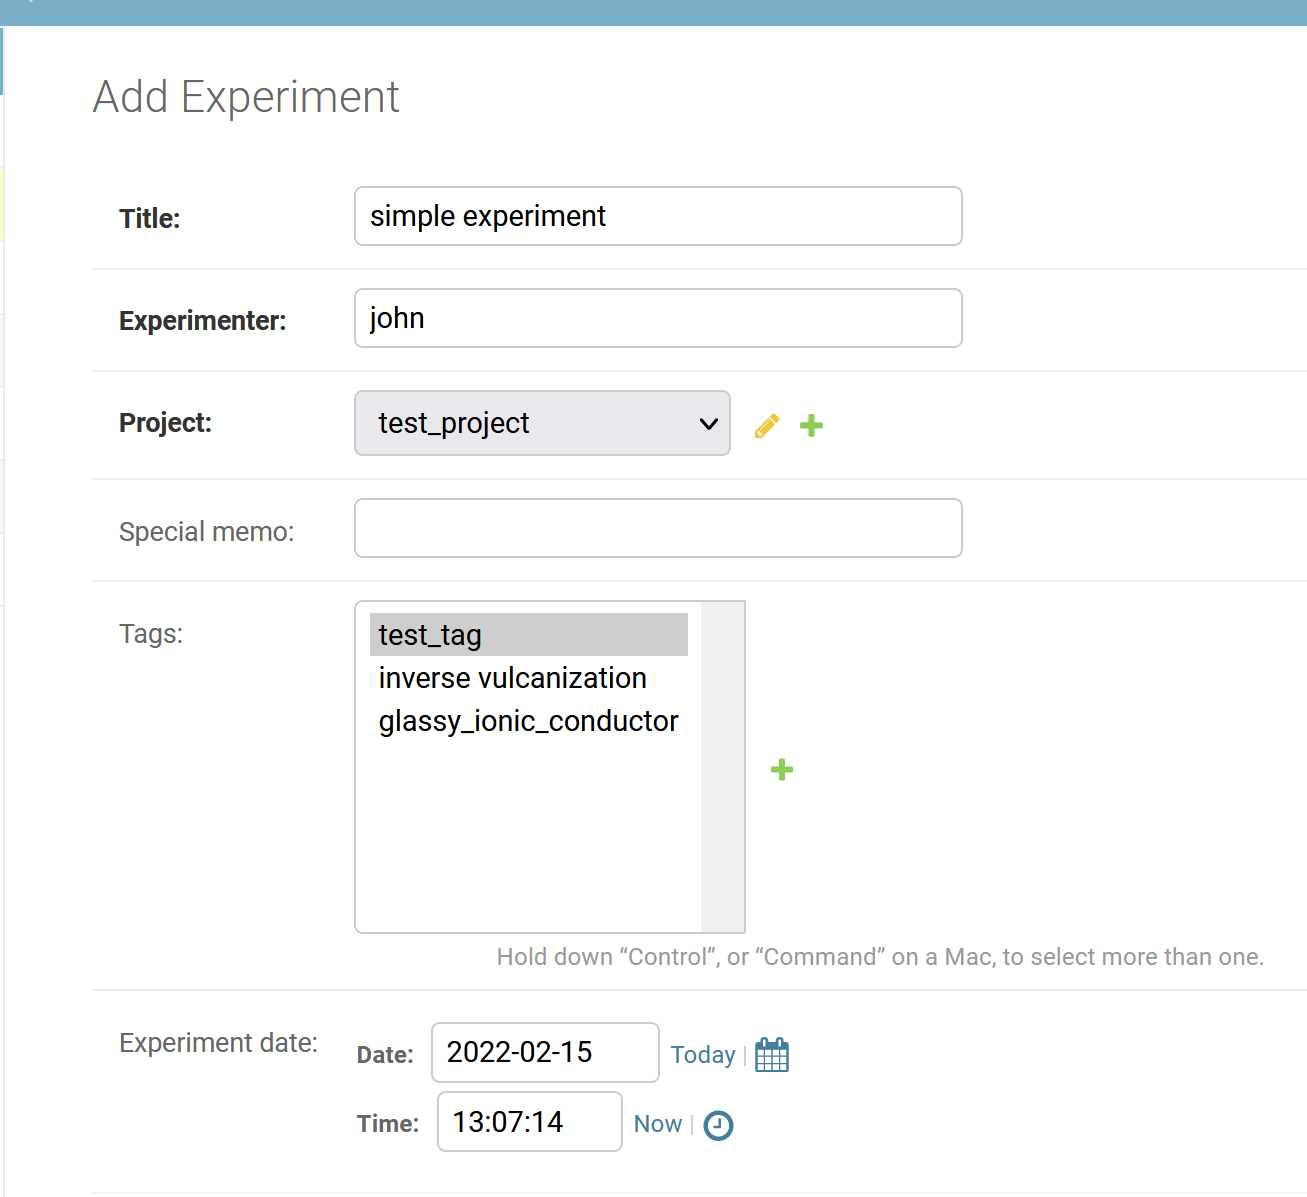 Add Experiment
Title: simple experiment
Experimenter: john
Project: test_project
Special memo:
Tags: test_tag
inverse vulcanization
glassy_ionic_conductor
Hold down “Control”, or “Command” on a Mac, to select more than one.
Experiment date: Date: 2022-02-15 Today |
Time: 13:07:14 Now |